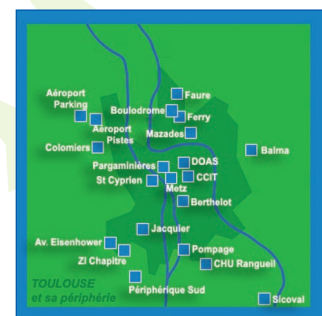 Faure
Aéroport
Parking
Boulodrome
Ferry
Aéroport
Pistes
Mazades
Colomiers
Balma
DOAS
Pargaminières
CCIT
St Cyprien
Metz
Berthelot
Jacquier
Av. Eisenhower
Pompage
ZI Chapitre
CHU Rangueil
Périphérique Sud
TOULOUSE
et sa périphérie
Sicoval